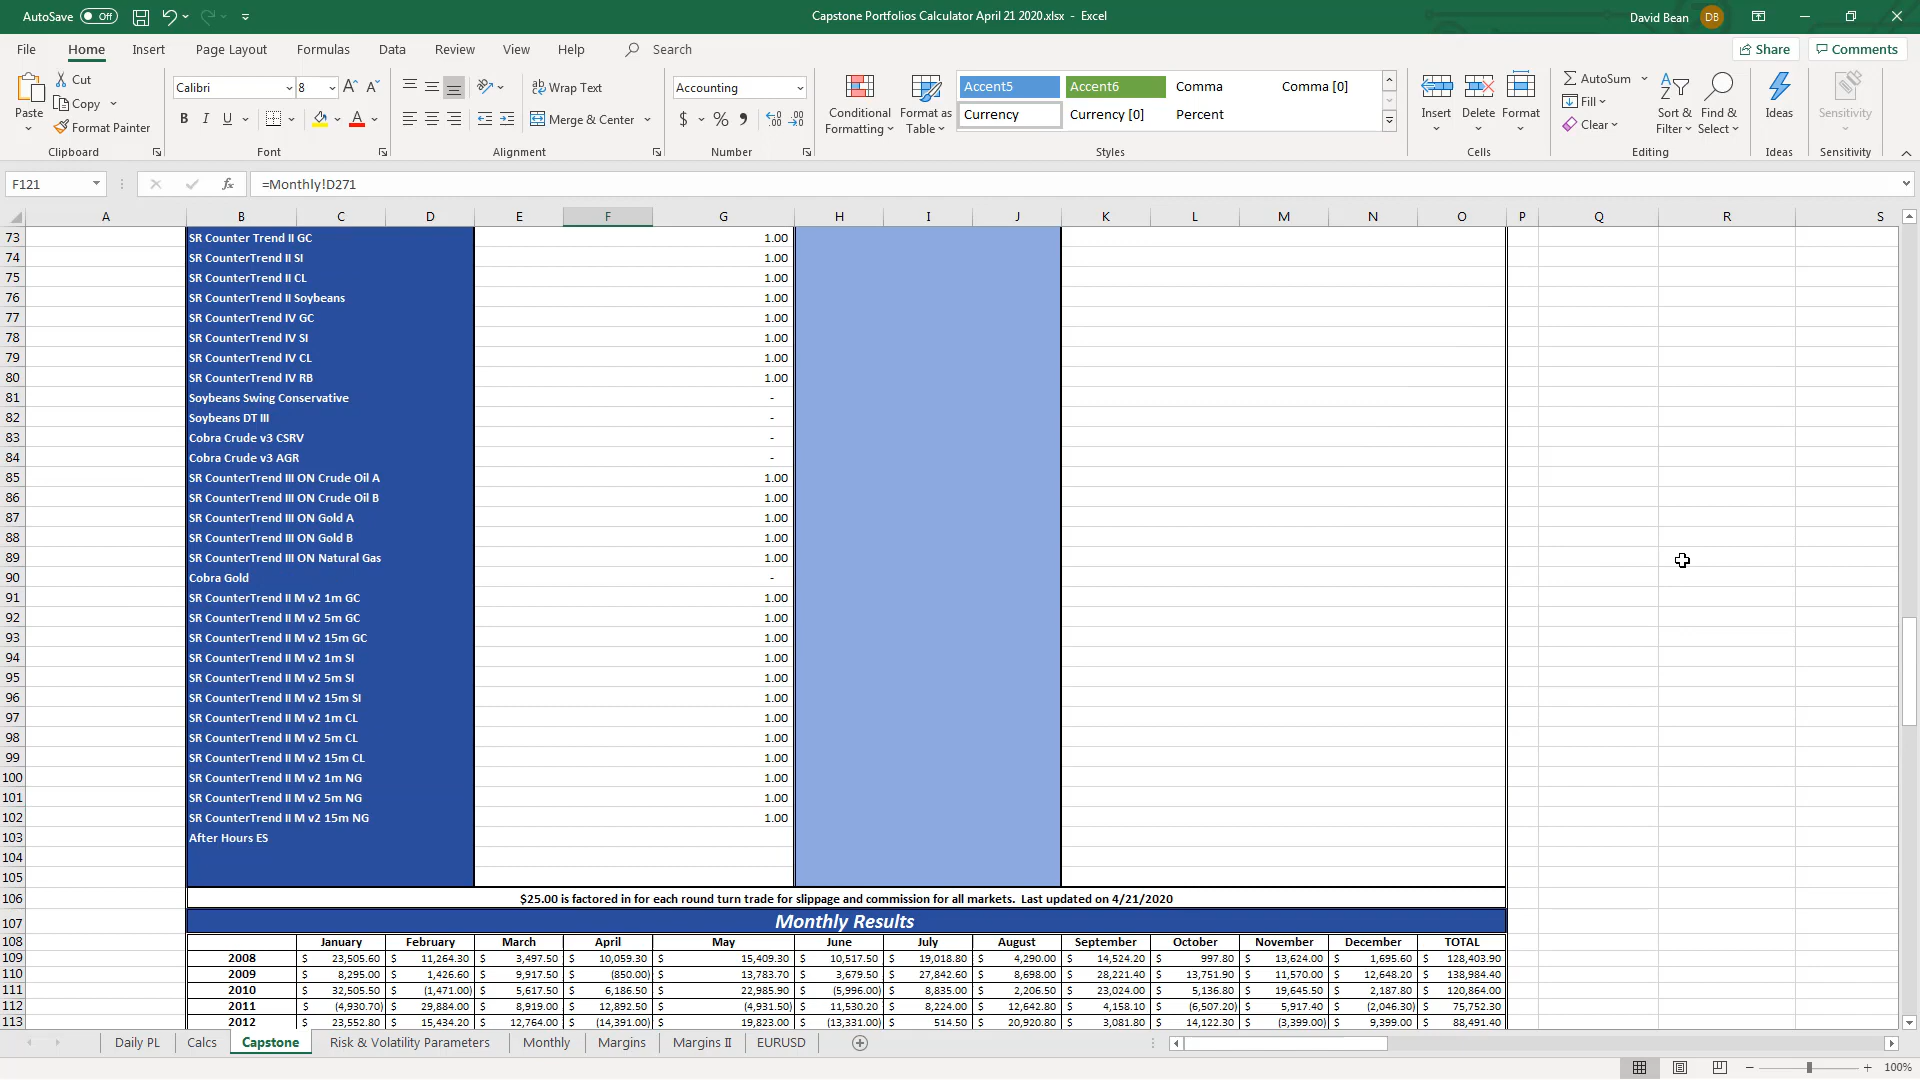 AutoSave Off
Capstone Portfolios Calculator April 21 2020.xlsx - Excel
David Bean DB
File Home Insert Page Layout Formulas Data Review View Help Search
Share Comments
Paste
Cut
Copy
Format Painter
Clipboard
Calibri 8
A A
B I U A
Font
ab Wrap Text
Merge & Center
Alignment
Accounting
$ % , .00 .00
Number
Conditional Formatting
Format as Table
Accent5 Accent6 Comma Comma [0]
Currency Currency [0] Percent
Styles
Insert Delete Format
Cells
AutoSum
Fill
Clear
Sort & Filter
Find & Select
Editing
Ideas
Ideas
Sensitivity
Sensitivity
F121 fx =Monthly!D271
A B C D E F G H I J K L M N O P Q R S
73 SR Counter Trend II GC 1.00
74 SR CounterTrend II SI 1.00
75 SR CounterTrend II CL 1.00
76 SR CounterTrend II Soybeans 1.00
77 SR CounterTrend IV GC 1.00
78 SR CounterTrend IV SI 1.00
79 SR CounterTrend IV CL 1.00
80 SR CounterTrend IV RB 1.00
81 Soybeans Swing Conservative -
82 Soybeans DT III -
83 Cobra Crude v3 CSRV -
84 Cobra Crude v3 AGR -
85 SR CounterTrend III ON Crude Oil A 1.00
86 SR CounterTrend III ON Crude Oil B 1.00
87 SR CounterTrend III ON Gold A 1.00
88 SR CounterTrend III ON Gold B 1.00
89 SR CounterTrend III ON Natural Gas 1.00
90 Cobra Gold -
91 SR CounterTrend II M v2 1m GC 1.00
92 SR CounterTrend II M v2 5m GC 1.00
93 SR CounterTrend II M v2 15m GC 1.00
94 SR CounterTrend II M v2 1m SI 1.00
95 SR CounterTrend II M v2 5m SI 1.00
96 SR CounterTrend II M v2 15m SI 1.00
97 SR CounterTrend II M v2 1m CL 1.00
98 SR CounterTrend II M v2 5m CL 1.00
99 SR CounterTrend II M v2 15m CL 1.00
100 SR CounterTrend II M v2 1m NG 1.00
101 SR CounterTrend II M v2 5m NG 1.00
102 SR CounterTrend II M v2 15m NG 1.00
103 After Hours ES
104
105
106 $25.00 is factored in for each round turn trade for slippage and commission for all markets. Last updated on 4/21/2020
107 Monthly Results
108 January February March April May June July August September October November December TOTAL
109 2008 $ 23,505.60 $ 11,264.30 $ 3,497.50 $ 10,059.30 $ 15,409.30 $ 10,517.50 $ 19,018.80 $ 4,290.00 $ 14,524.20 $ 997.80 $ 13,624.00 $ 1,695.60 $ 128,403.90
110 2009 $ 8,295.00 $ 1,426.60 $ 9,917.50 $ (850.00) $ 13,783.70 $ 3,679.50 $ 27,842.60 $ 8,698.00 $ 28,221.40 $ 13,751.90 $ 11,570.00 $ 12,648.20 $ 138,984.40
111 2010 $ 32,505.50 $ (1,471.00) $ 5,617.50 $ 6,186.50 $ 22,985.90 $ (5,996.00) $ 8,835.00 $ 2,206.50 $ 23,024.00 $ 5,136.80 $ 19,645.50 $ 2,187.80 $ 120,864.00
112 2011 $ (4,930.70) $ 29,884.00 $ 8,919.00 $ 12,892.50 $ (4,931.50) $ 11,530.20 $ 8,224.00 $ 12,642.80 $ 4,158.10 $ (6,507.20) $ 5,917.40 $ (2,046.30) $ 75,752.30
113 2012 $ 23,552.80 $ 15,434.20 $ 12,764.00 $ (14,391.00) $ 19,823.00 $ (13,331.00) $ 514.50 $ 20,920.80 $ 3,081.80 $ 14,122.30 $ (3,399.00) $ 9,399.00 $ 88,491.40
Daily PL Calcs Capstone Risk & Volatility Parameters Monthly Margins Margins II EURUSD
100%